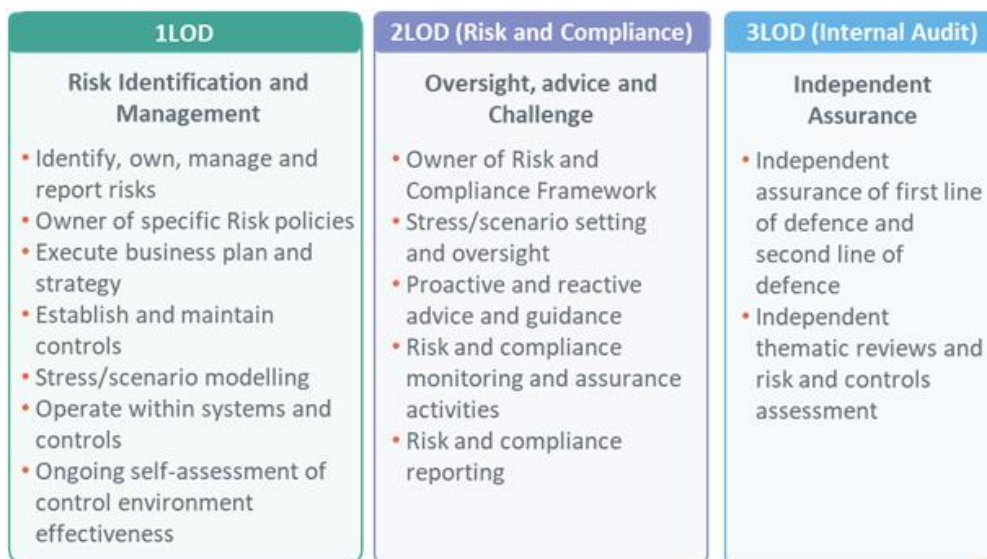 1LOD
Risk Identification and
Management
• Identify, own, manage and
report risks
• Owner of specific Risk policies
• Execute business plan and
strategy
• Establish and maintain
controls
• Stress/scenario modelling
• Operate within systems and
controls
• Ongoing self-assessment of
control environment
effectiveness
2LOD (Risk and Compliance)
Oversight, advice and
Challenge
• Owner of Risk and
Compliance Framework
• Stress/scenario setting
and oversight
• Proactive and reactive
advice and guidance
• Risk and compliance
monitoring and assurance
activities
• Risk and compliance
reporting
3LOD (Internal Audit)
Independent
Assurance
• Independent
assurance of first line
of defence and
second line of
defence
• Independent
thematic reviews and
risk and controls
assessment